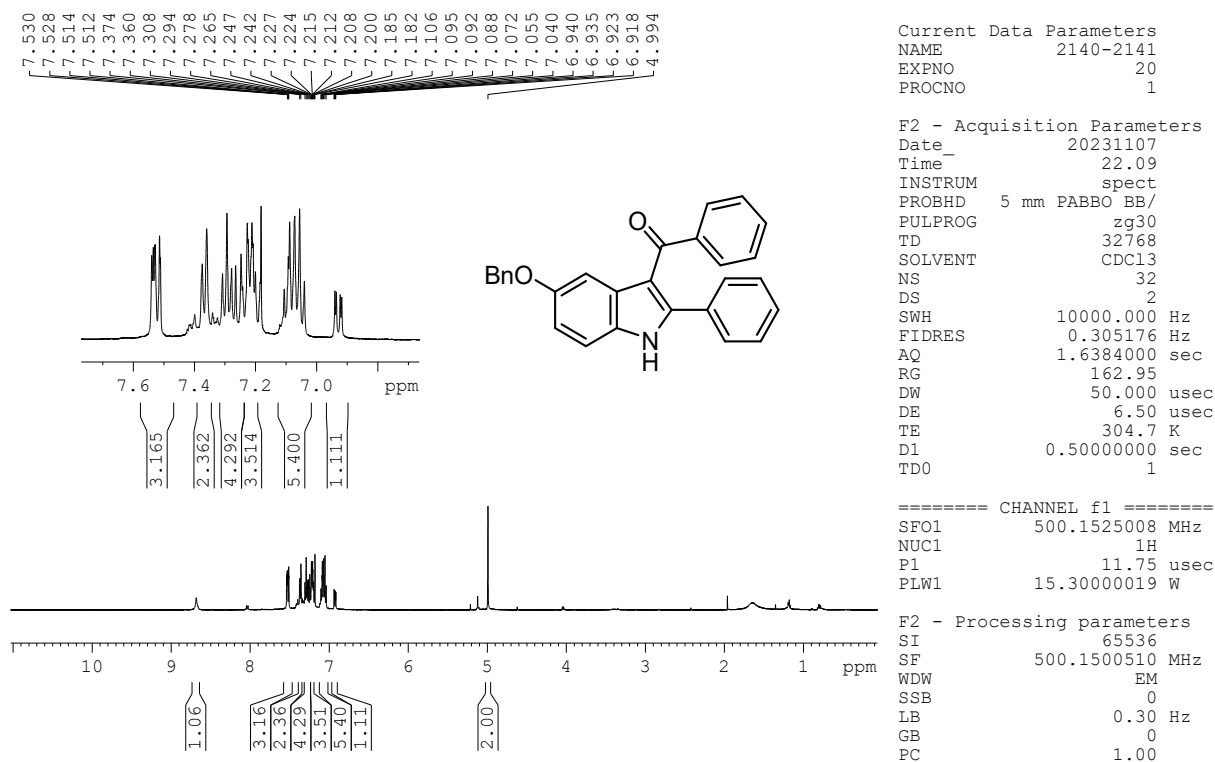 7.530
7.528
7.514
7.512
7.374
7.360
7.308
7.294
7.278
7.265
7.247
7.242
7.227
7.224
7.215
7.212
7.208
7.200
7.185
7.182
7.106
7.095
7.092
7.088
7.072
7.055
7.040
6.940
6.935
6.923
6.918
4.994
O
BnO
N
H
7.6 7.4 7.2 7.0 ppm
3.165
2.362
4.292
3.514
5.400
1.111
10 9 8 7 6 5 4 3 2 1 ppm
1.06
3.16
2.36
4.29
3.51
5.40
1.11
2.00
Current Data Parameters
NAME 2140-2141
EXPNO 20
PROCNO 1
F2 - Acquisition Parameters
Date_ 20231107
Time 22.09
INSTRUM spect
PROBHD 5 mm PABBO BB/
PULPROG zg30
TD 32768
SOLVENT CDCl3
NS 32
DS 2
SWH 10000.000 Hz
FIDRES 0.305176 Hz
AQ 1.6384000 sec
RG 162.95
DW 50.000 usec
DE 6.50 usec
TE 304.7 K
D1 0.50000000 sec
TD0 1
======== CHANNEL f1 ========
SFO1 500.1525008 MHz
NUC1 1H
P1 11.75 usec
PLW1 15.30000019 W
F2 - Processing parameters
SI 65536
SF 500.1500510 MHz
WDW EM
SSB 0
LB 0.30 Hz
GB 0
PC 1.00